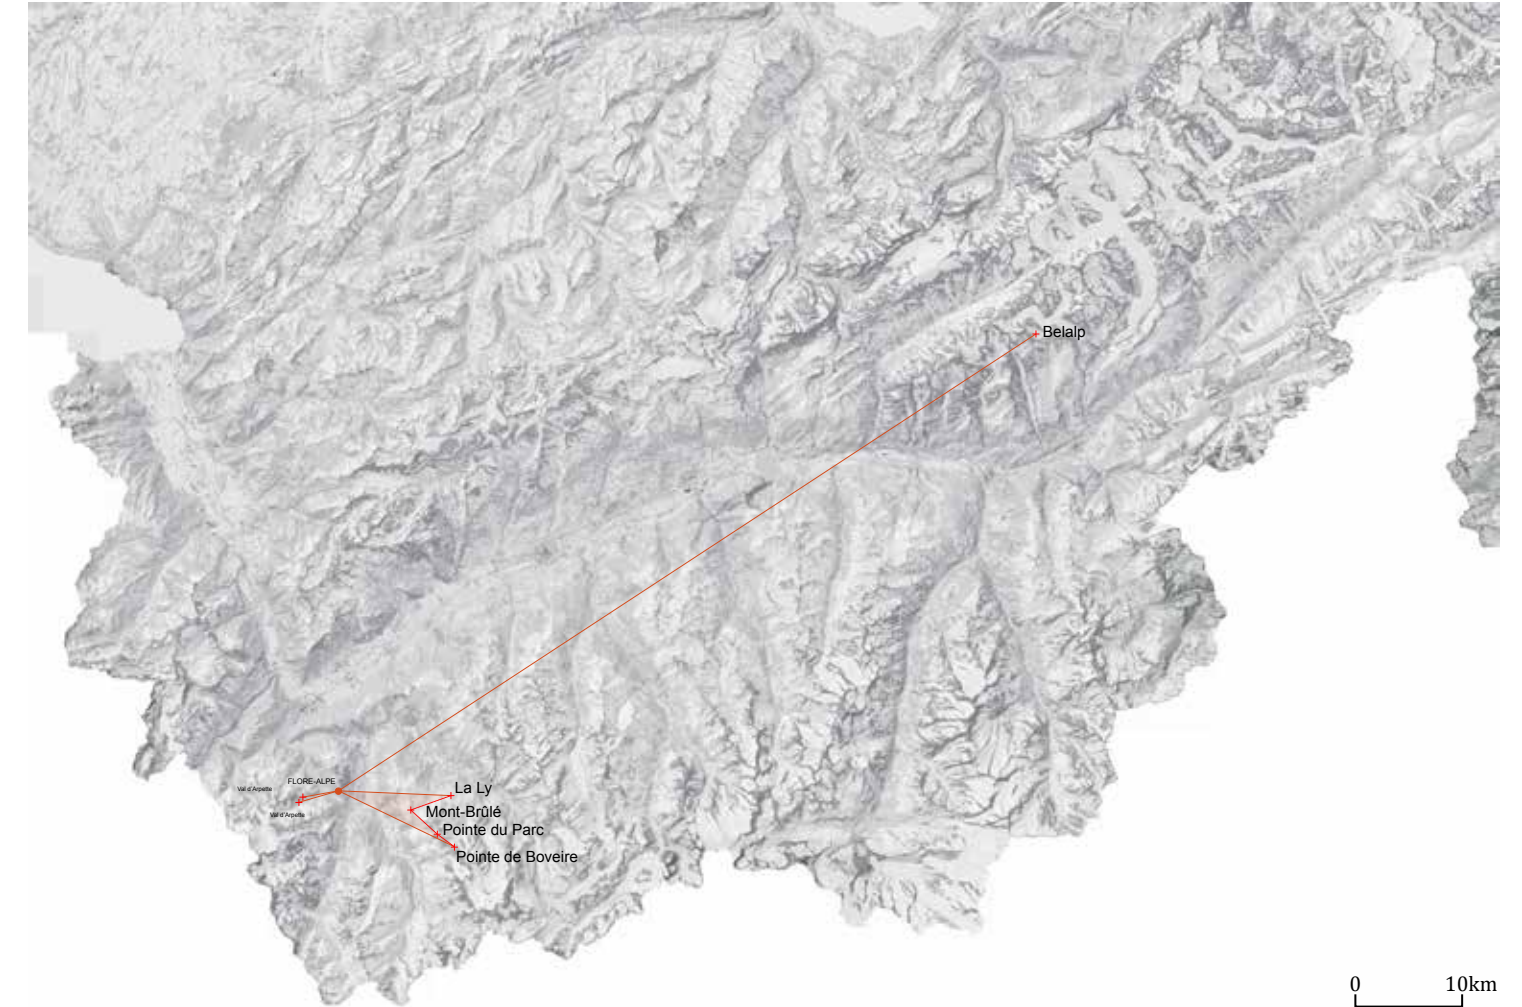 Belalp
FLORE-ALPE
Val d'Arpette
La Ly
Val d'Arpette
Mont-Brûlé
Pointe du Parc
Pointe de Boveire
0 10km